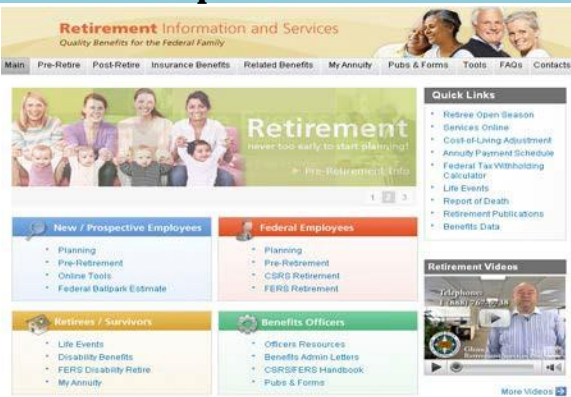 Retirement Information and Services
Quality Benefits for the Federal Family
Main Pre-Retire Post-Retire Insurance Benefits Related Benefits My Annuity Pubs & Forms Tools FAQs Contacts
Retirement
never too early to start planning!
Pre-Retirement Info
1 2 3
Quick Links
Retiree Open Season
Services Online
Cost-of-Living Adjustment
Annuity Payment Schedule
Federal Tax Withholding
Calculator
Life Events
Report of Death
Retirement Publications
Benefits Data
New / Prospective Employees
Planning
Pre-Retirement
Online Tools
Federal Ballpark Estimate
Federal Employees
Planning
Pre-Retirement
CSRS Retirement
FERS Retirement
Retirees / Survivors
Life Events
Disability Benefits
FERS Disability Retire
My Annuity
Benefits Officers
Officers Resources
Benefits Admin Letters
CSRS/FERS Handbook
Pubs & Forms
Retirement Videos
Telephone:
More Videos